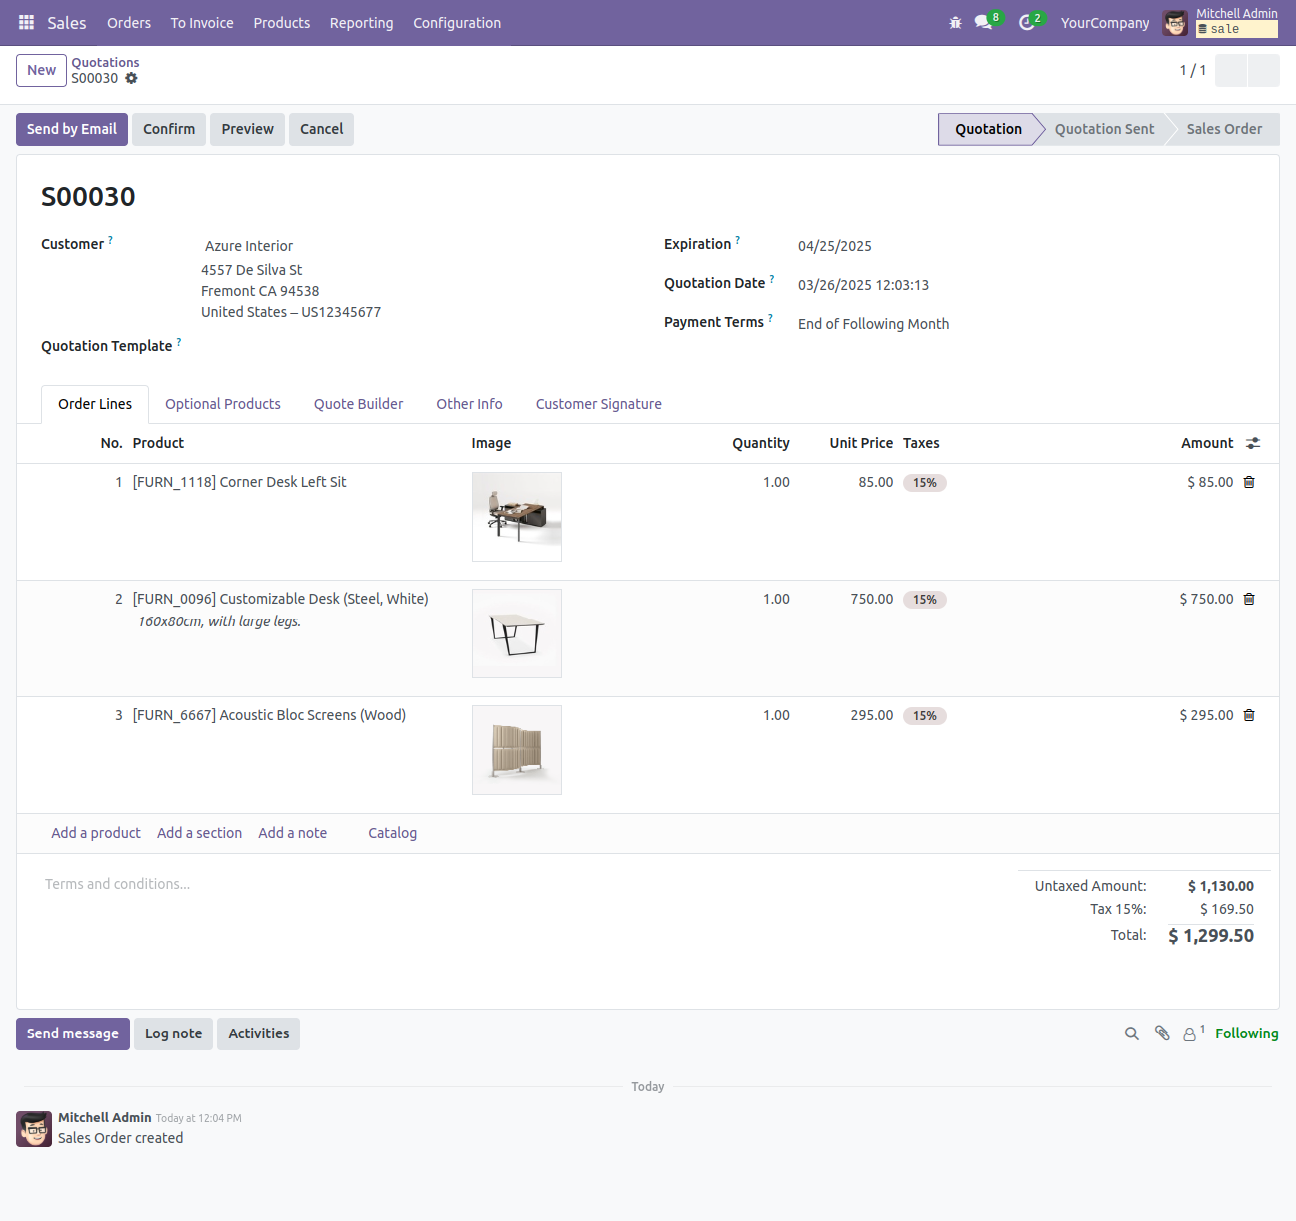 Sales Orders To Invoice Products Reporting Configuration 8 2 YourCompany Mitchell Admin
sale
New Quotations
S00030
1 / 1
Send by Email Confirm Preview Cancel Quotation Quotation Sent Sales Order
S00030
Customer ? Azure Interior
4557 De Silva St
Fremont CA 94538
United States – US12345677
Quotation Template ?
Expiration ? 04/25/2025
Quotation Date ? 03/26/2025 12:03:13
Payment Terms ? End of Following Month
Order Lines Optional Products Quote Builder Other Info Customer Signature
No. Product Image Quantity Unit Price Taxes Amount
1 [FURN_1118] Corner Desk Left Sit 1.00 85.00 15% $ 85.00
2 [FURN_0096] Customizable Desk (Steel, White) 1.00 750.00 15% $ 750.00
160x80cm, with large legs.
3 [FURN_6667] Acoustic Bloc Screens (Wood) 1.00 295.00 15% $ 295.00
Add a product Add a section Add a note Catalog
Terms and conditions...
Untaxed Amount: $ 1,130.00
Tax 15%: $ 169.50
Total: $ 1,299.50
Send message Log note Activities 1 Following
Today
Mitchell Admin Today at 12:04 PM
Sales Order created